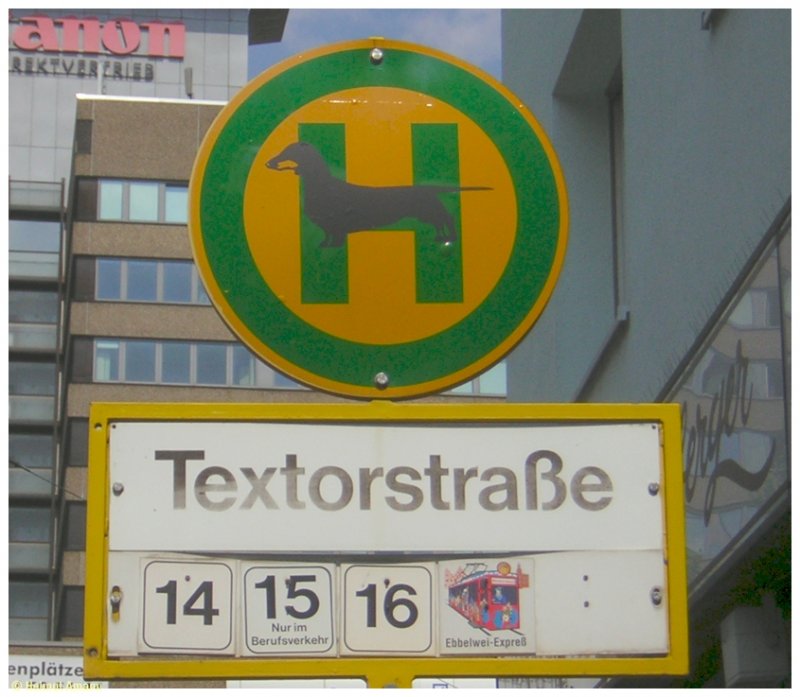 anon
REKTVERTRIEB
H
Textorstraße
14
15
16
Nur im
Berufsverkehr
Ebbelwei-Expreß
enplätze